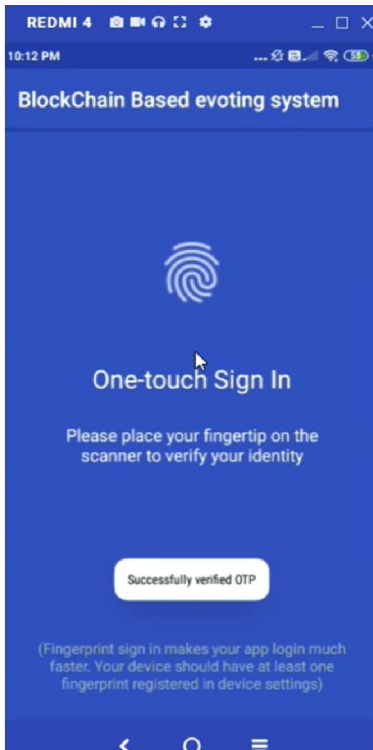 REDMI 4
10:12 PM
... 55
BlockChain Based evoting system
One-touch Sign In
Please place your fingertip on the
scanner to verify your identity
Successfully verified OTP
(Fingerprint sign in makes your app login much
faster. Your device should have at least one
fingerprint registered in device settings)